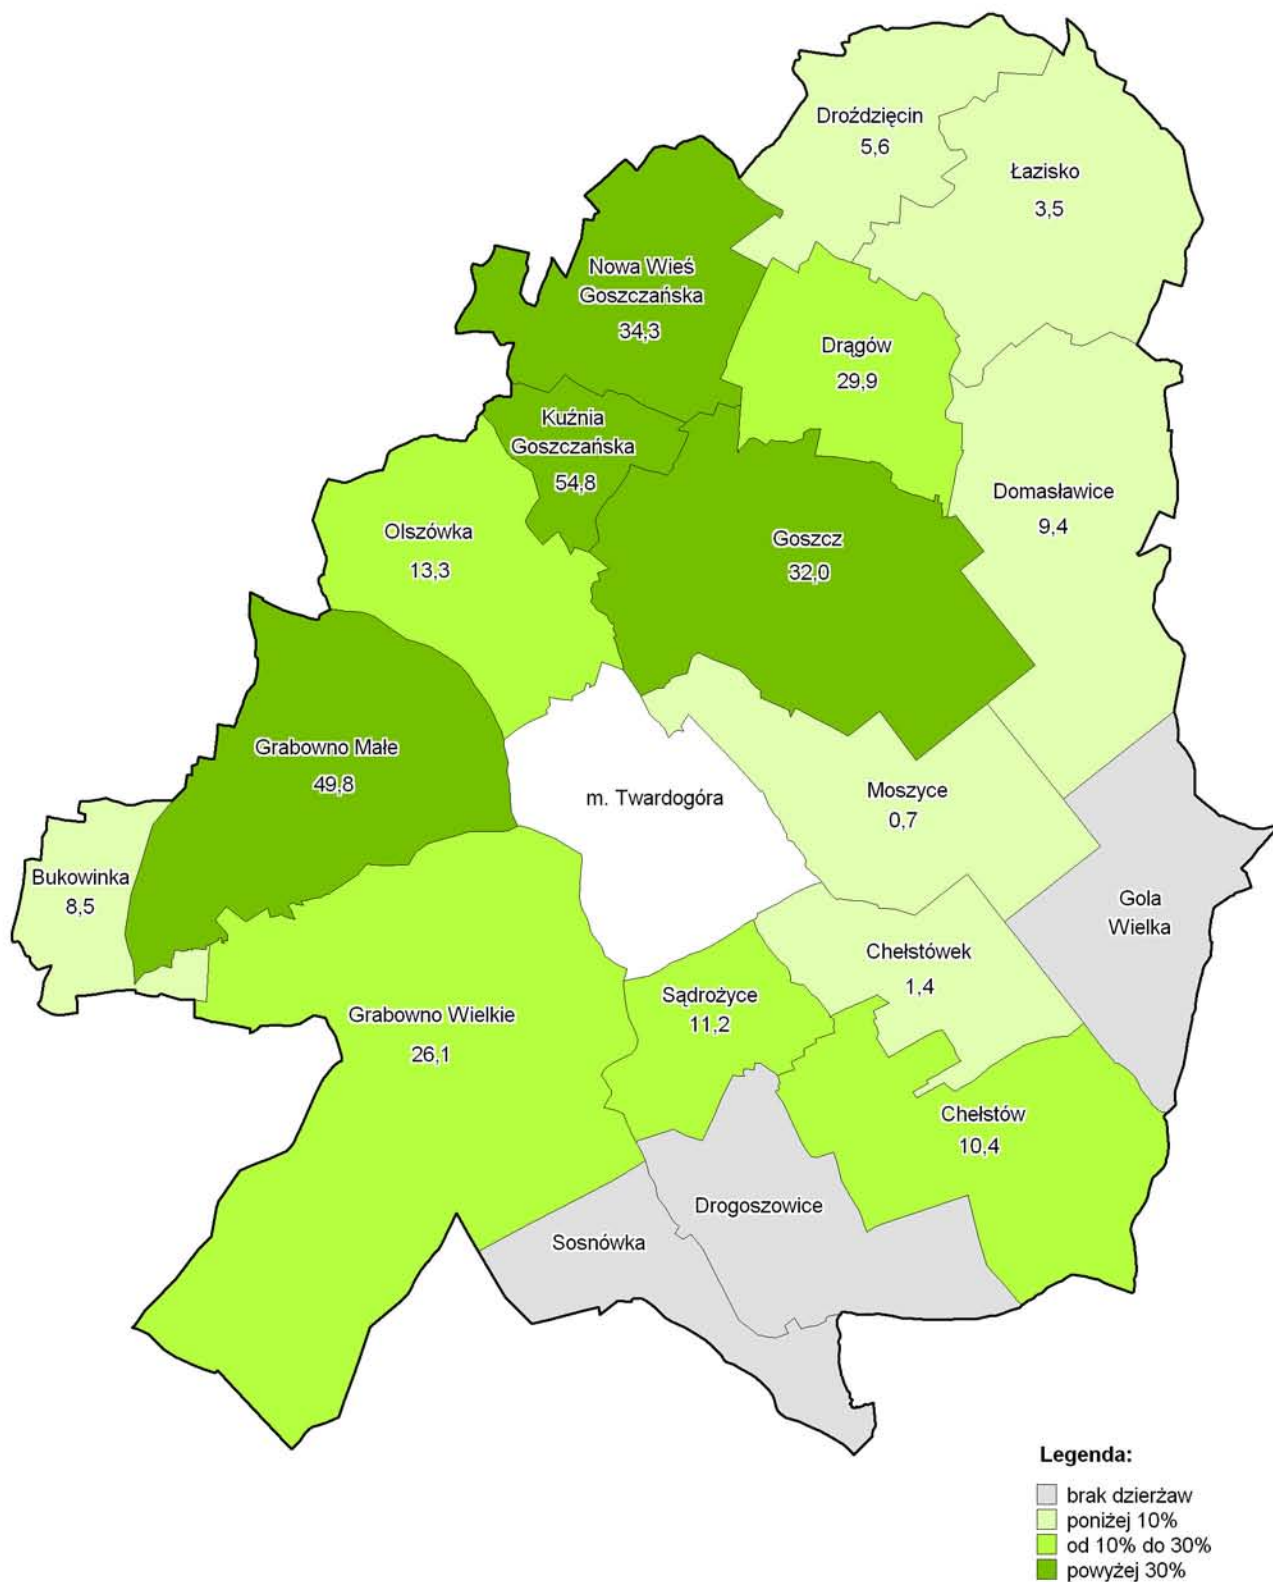 Droździęcin
5,6
Łazisko
3,5
Nowa Wieś
Goszczańska
34,3
Drągów
29,9
Kuźnia
Goszczańska
54,8
Domasławice
9,4
Olszówka
13,3
Goszcz
32,0
Grabowno Małe
49,8
m. Twardogóra
Moszyce
0,7
Bukowinka
8,5
Gola
Wielka
Chełstówek
1,4
Sądrożyce
11,2
Grabowno Wielkie
26,1
Chełstów
10,4
Drogoszowice
Sosnówka
Legenda:
brak dzierżaw
poniżej 10%
od 10% do 30%
powyżej 30%